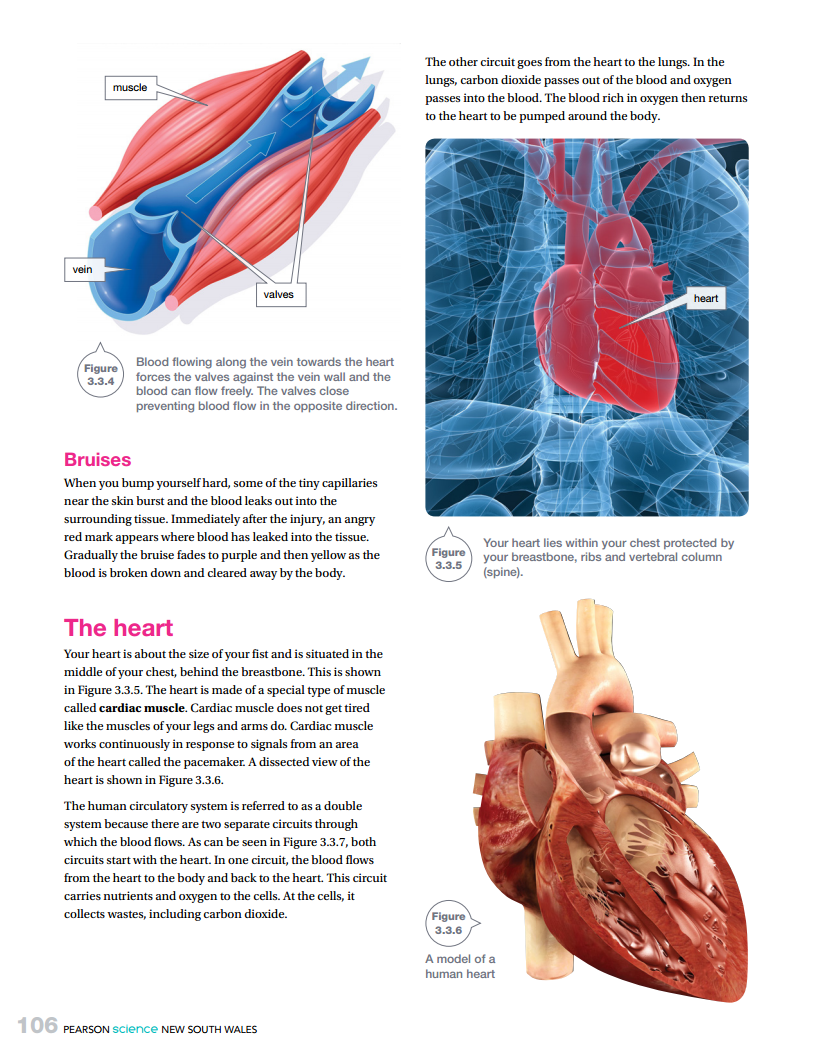 muscle
vein
valves
Figure
3.3.4
Blood flowing along the vein towards the heart
forces the valves against the vein wall and the
blood can flow freely. The valves close
preventing blood flow in the opposite direction.
Bruises
When you bump yourself hard, some of the tiny capillaries
near the skin burst and the blood leaks out into the
surrounding tissue. Immediately after the injury, an angry
red mark appears where blood has leaked into the tissue.
Gradually the bruise fades to purple and then yellow as the
blood is broken down and cleared away by the body.
The heart
Your heart is about the size of your fist and is situated in the
middle of your chest, behind the breastbone. This is shown
in Figure 3.3.5. The heart is made of a special type of muscle
called cardiac muscle. Cardiac muscle does not get tired
like the muscles of your legs and arms do. Cardiac muscle
works continuously in response to signals from an area
of the heart called the pacemaker. A dissected view of the
heart is shown in Figure 3.3.6.
The human circulatory system is referred to as a double
system because there are two separate circuits through
which the blood flows. As can be seen in Figure 3.3.7, both
circuits start with the heart. In one circuit, the blood flows
from the heart to the body and back to the heart. This circuit
carries nutrients and oxygen to the cells. At the cells, it
collects wastes, including carbon dioxide.
The other circuit goes from the heart to the lungs. In the
lungs, carbon dioxide passes out of the blood and oxygen
passes into the blood. The blood rich in oxygen then returns
to the heart to be pumped around the body.
heart
Figure
3.3.5
Your heart lies within your chest protected by
your breastbone, ribs and vertebral column
(spine).
Figure
3.3.6
A model of a
human heart
106 PEARSON science NEW SOUTH WALES